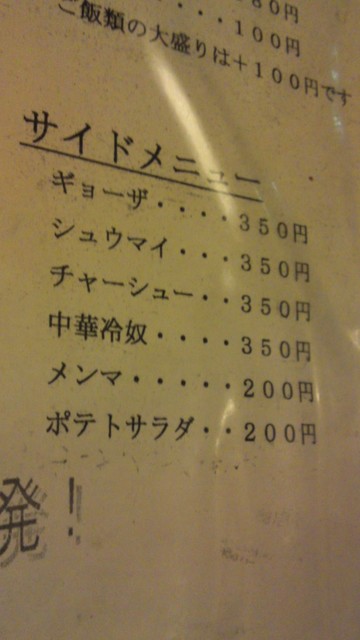 ８０円
・・・１００円
ご飯類の大盛りは＋１００円です
サイドメニュー
ギョーザ・・・・３５０円
シュウマイ・・・３５０円
チャーシュー・・３５０円
中華冷奴・・・・３５０円
メンマ・・・・・２００円
ポテトサラダ・・２００円
発！